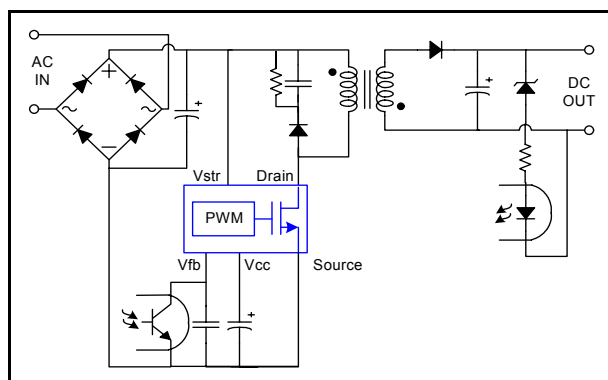 AC
IN
DC
OUT
Vstr
Drain
PWM
Vfb
Vcc
Source